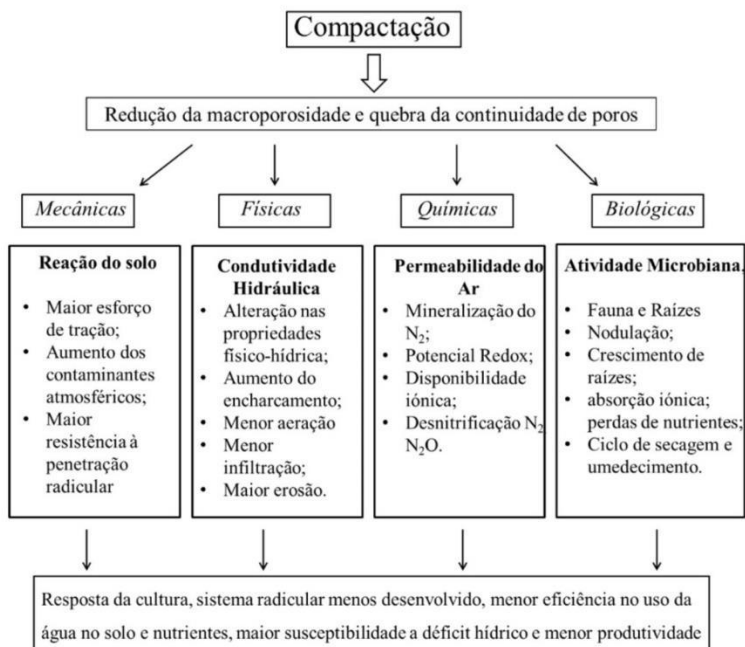 Compactação
Redução da macroporosidade e quebra da continuidade de poros
Mecânicas
Físicas
Químicas
Biológicas
Reação do solo
• Maior esforço
de tração;
• Aumento dos
contaminantes
atmosféricos;
• Maior
resistência à
penetração
radicular
Condutividade
Hidráulica
• Alteração nas
propriedades
físico-hídrica;
• Aumento do
encharcamento;
• Menor aeração
• Menor
infiltração;
• Maior erosão.
Permeabilidade do
Ar
• Mineralização do
N₂;
• Potencial Redox;
• Disponibilidade
iónica;
• Desnitrificação N₂
N₂O.
Atividade Microbiana,
• Fauna e Raízes
• Nodulação;
• Crescimento de
raízes;
• absorção iónica;
perdas de nutrientes;
• Ciclo de secagem e
umedecimento.
Resposta da cultura, sistema radicular menos desenvolvido, menor eficiência no uso da
água no solo e nutrientes, maior susceptibilidade a déficit hídrico e menor produtividade